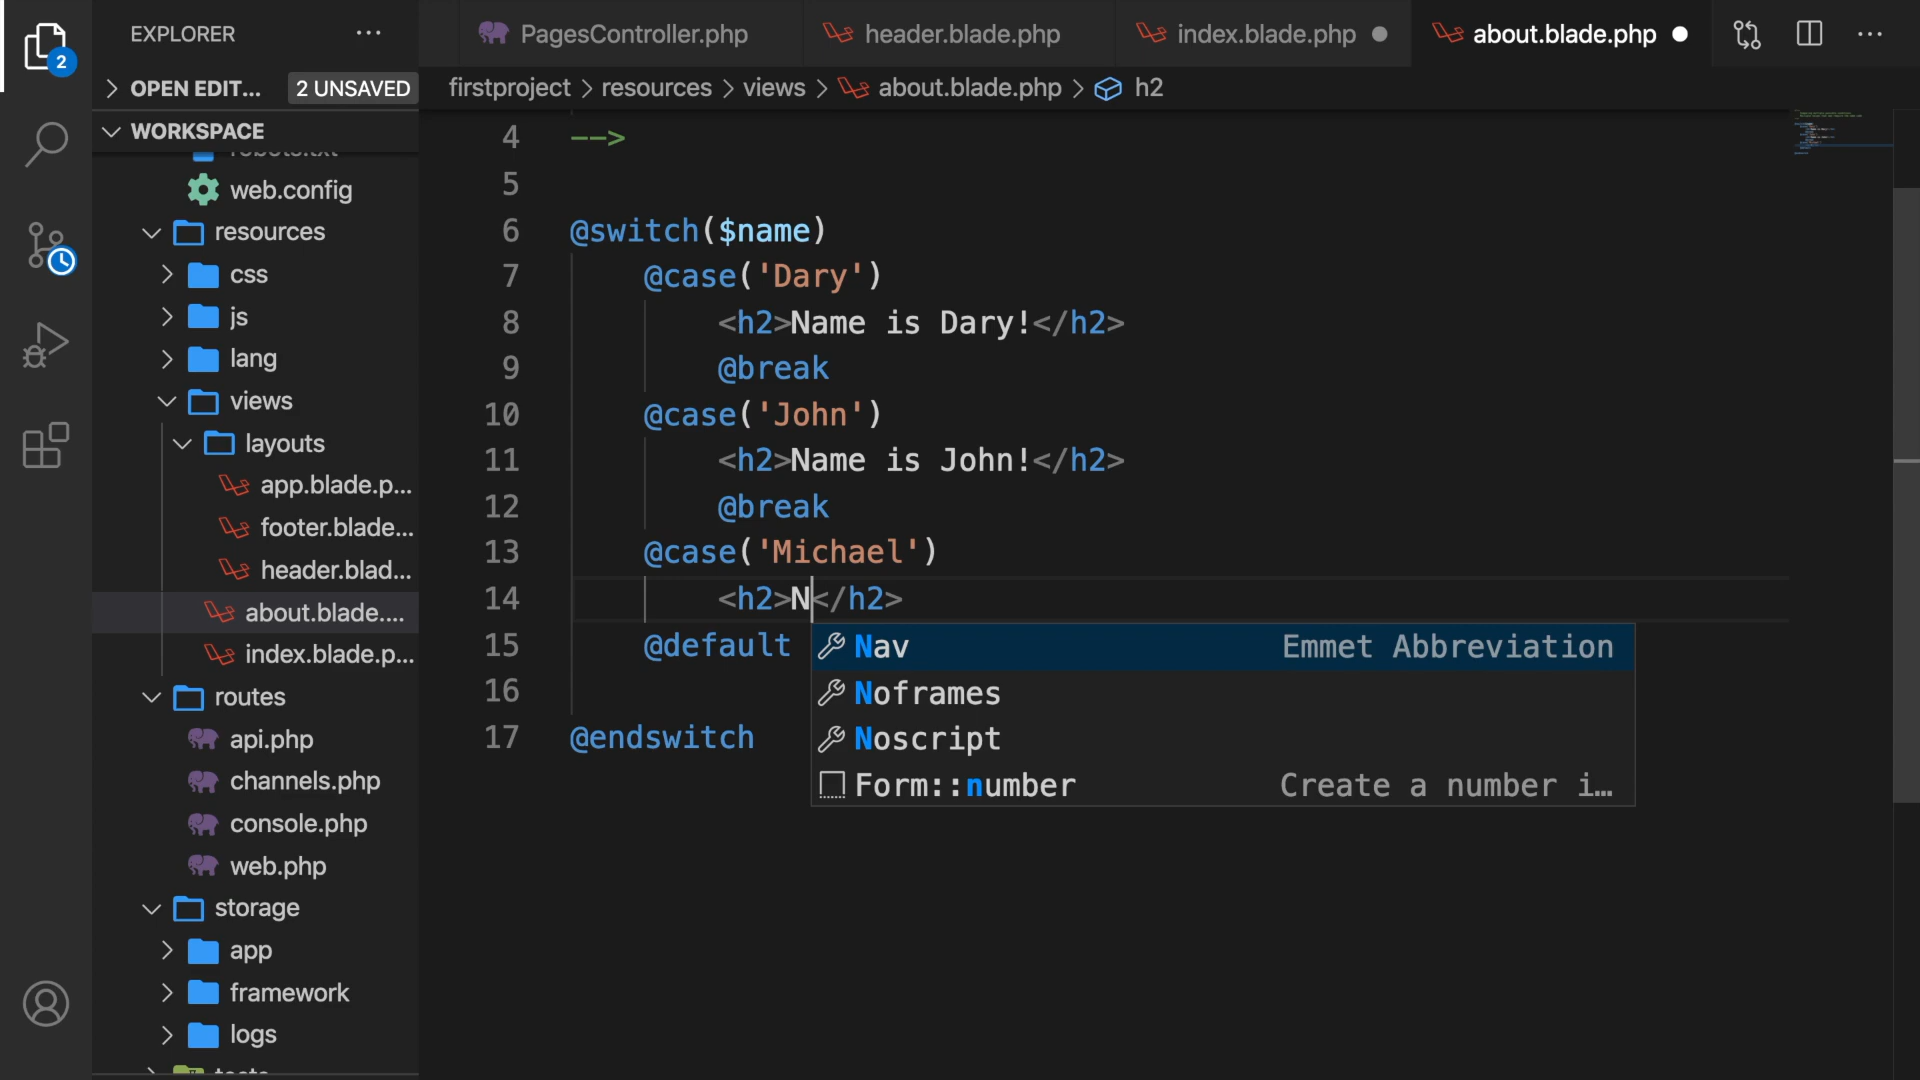 EXPLORER
PagesController.php
header.blade.php
index.blade.php
about.blade.php
2
OPEN EDIT...
2 UNSAVED
firstproject > resources > views > about.blade.php > h2
WORKSPACE
web.config
resources
css
js
lang
views
layouts
app.blade.p...
footer.blade...
header.blad...
about.blade....
index.blade.p...
routes
api.php
channels.php
console.php
web.php
storage
app
framework
logs
4 -->
5
6 @switch($name)
7 @case('Dary')
8 <h2>Name is Dary!</h2>
9 @break
10 @case('John')
11 <h2>Name is John!</h2>
12 @break
13 @case('Michael')
14 <h2>N</h2>
15 @default
16
17 @endswitch
Nav Emmet Abbreviation
Noframes
Noscript
Form::number Create a number i...